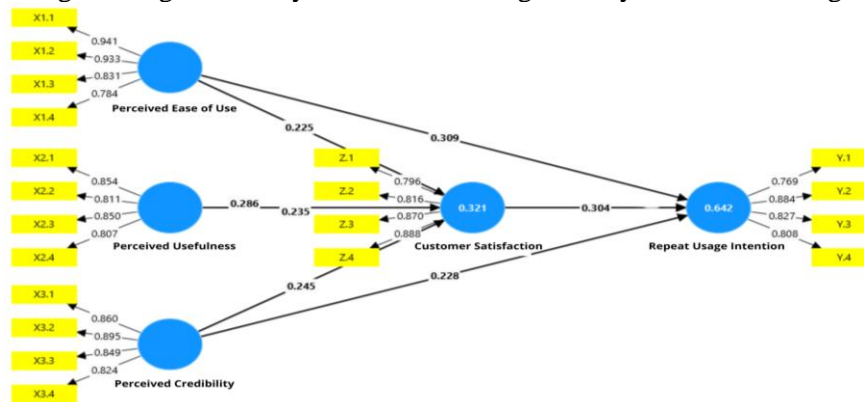 X1.1
0.941
X1.2
0.933
X1.3
0.831
X1.4
0.784
Perceived Ease of Use
0.225
0.309
X2.1
0.854
X2.2
0.811
X2.3
0.850
X2.4
0.807
Perceived Usefulness
0.286
0.235
Z.1
0.796
Z.2
0.816
Z.3
0.870
Z.4
0.888
0.321
Customer Satisfaction
0.304
0.642
Repeat Usage Intention
Y.1
0.769
Y.2
0.884
Y.3
0.827
Y.4
0.808
0.228
0.245
X3.1
0.860
X3.2
0.895
X3.3
0.849
X3.4
0.824
Perceived Credibility